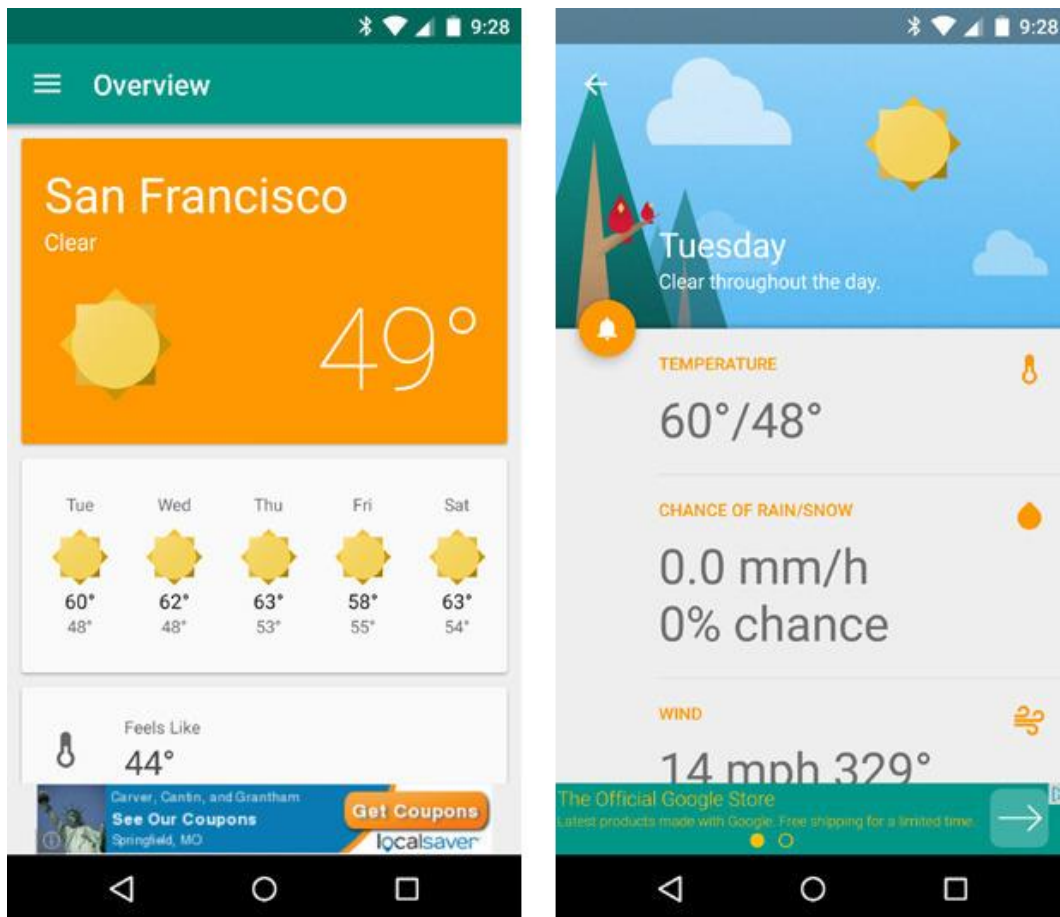 9:28
Overview
San Francisco
Clear
49°
Tue Wed Thu Fri Sat
60° 62° 63° 58° 63°
48° 48° 53° 55° 54°
Feels Like
44°
Carver, Cantin, and Grantham
See Our Coupons
Springfield, MO
Get Coupons
localsaver
9:28
Tuesday
Clear throughout the day.
TEMPERATURE
60°/48°
CHANCE OF RAIN/SNOW
0.0 mm/h
0% chance
WIND
14 mph 329°
The Official Google Store
Latest products made with Google. Free shipping for a limited time.